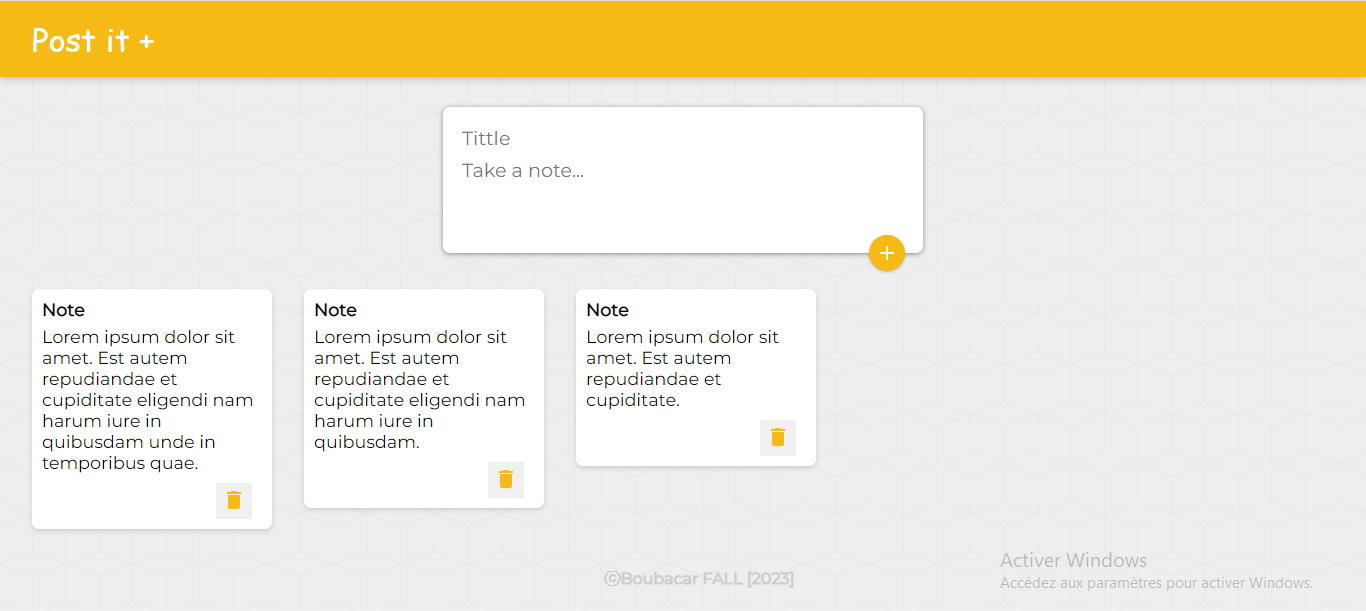 Post it +
Tittle
Take a note...
Note
Lorem ipsum dolor sit
amet. Est autem
repudiandae et
cupiditate eligendi nam
harum iure in
quibusdam unde in
temporibus quae.
Note
Lorem ipsum dolor sit
amet. Est autem
repudiandae et
cupiditate eligendi nam
harum iure in
quibusdam.
Note
Lorem ipsum dolor sit
amet. Est autem
repudiandae et
cupiditate.
Activer Windows
Accédez aux paramètres pour activer Windows.
©Boubacar FALL [2023]